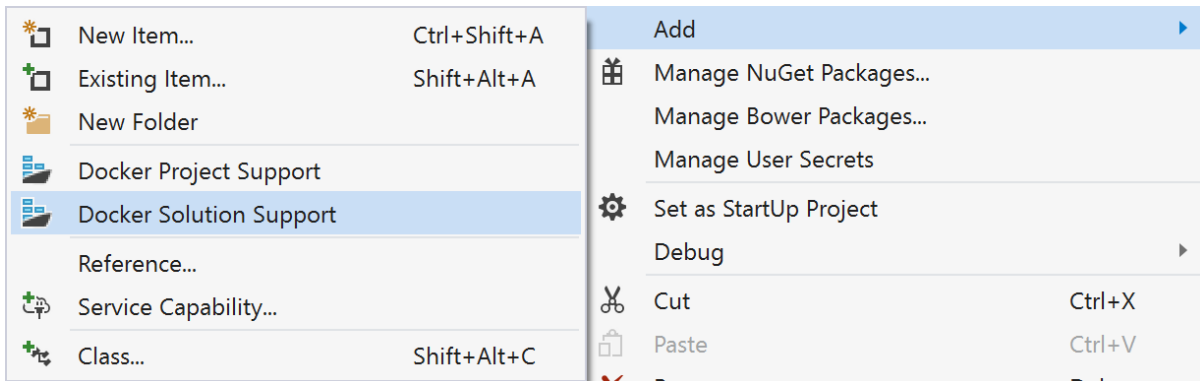 New Item... Ctrl+Shift+A
Existing Item... Shift+Alt+A
New Folder
Docker Project Support
Docker Solution Support
Reference...
Service Capability...
Class... Shift+Alt+C
Add
Manage NuGet Packages...
Manage Bower Packages...
Manage User Secrets
Set as StartUp Project
Debug
Cut Ctrl+X
Paste Ctrl+V